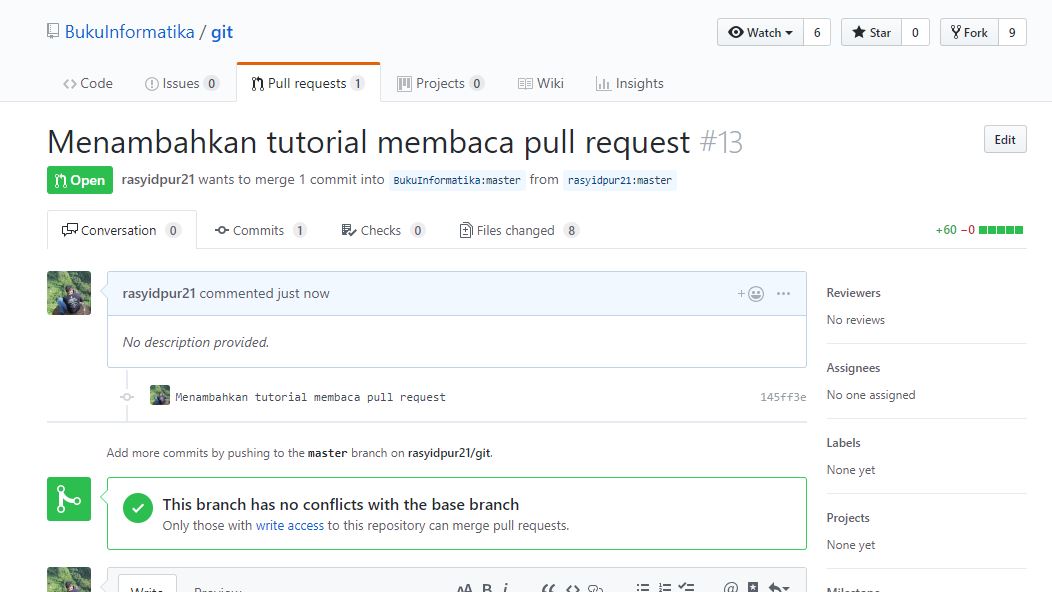 BukuInformatika / git
Watch 6 Star 0 Fork 9
Code Issues 0 Pull requests 1 Projects 0 Wiki Insights
Menambahkan tutorial membaca pull request #13
Edit
Open rasyidpur21 wants to merge 1 commit into BukuInformatika:master from rasyidpur21:master
Conversation 0 Commits 1 Checks 0 Files changed 8 +60 −0
rasyidpur21 commented just now
No description provided.
Menambahkan tutorial membaca pull request 145ff3e
Add more commits by pushing to the master branch on rasyidpur21/git.
This branch has no conflicts with the base branch
Only those with write access to this repository can merge pull requests.
Write Preview
Reviewers
No reviews
Assignees
No one assigned
Labels
None yet
Projects
None yet
Milestone